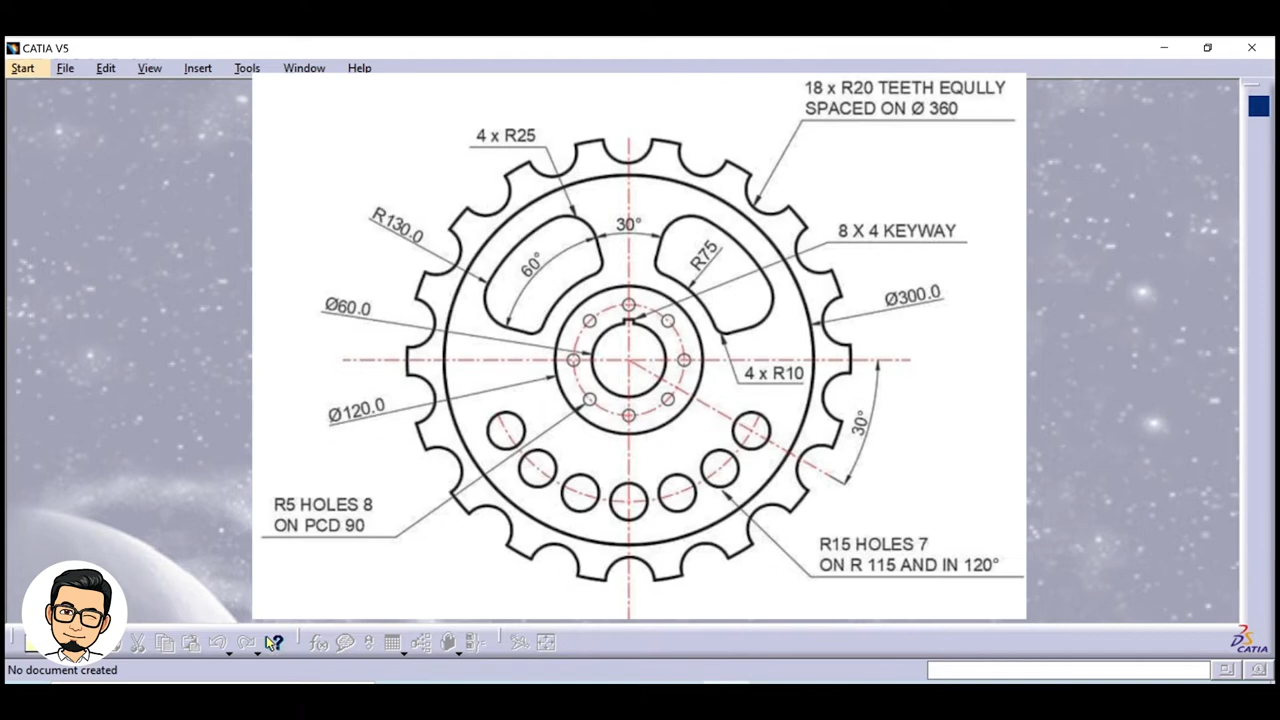 CATIA V5
Start File Edit View Insert Tools Window Help
18 x R20 TEETH EQULLY
SPACED ON Ø 360
4 x R25
R130.0
30°
8 X 4 KEYWAY
60°
R75
Ø60.0
Ø300.0
4 x R10
Ø120.0
30°
R5 HOLES 8
ON PCD 90
R15 HOLES 7
ON R 115 AND IN 120°
f(x)
CATIA
No document created